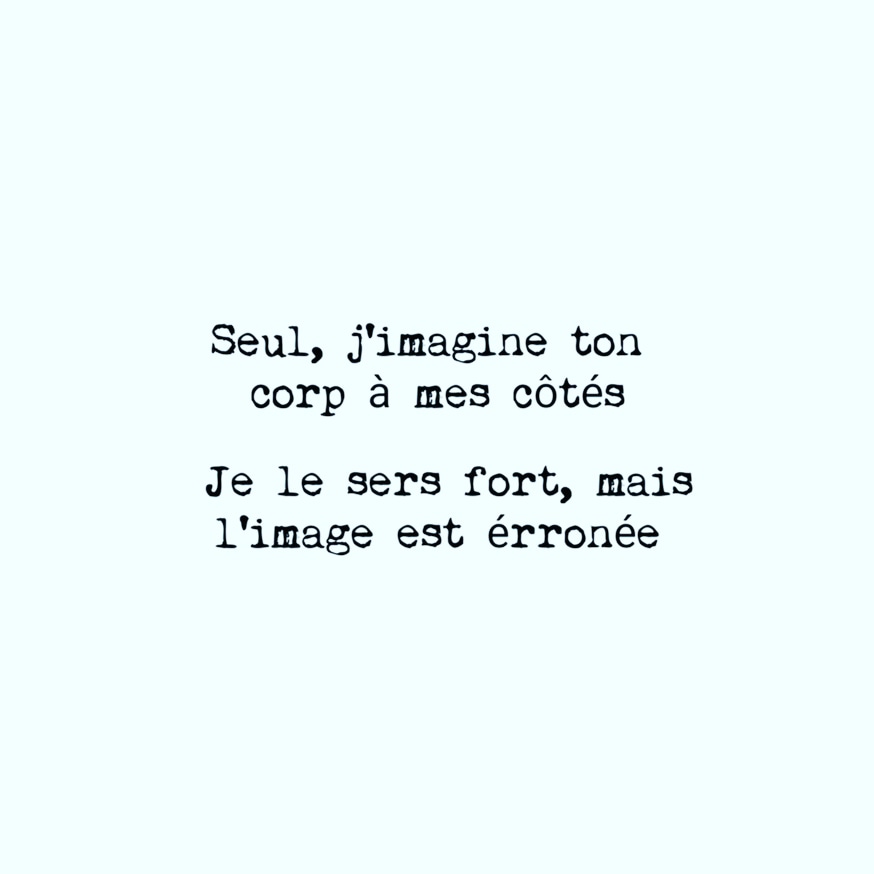 Seul, j'imagine ton
corp à mes côtés
Je le sers fort, mais
l'image est érronée